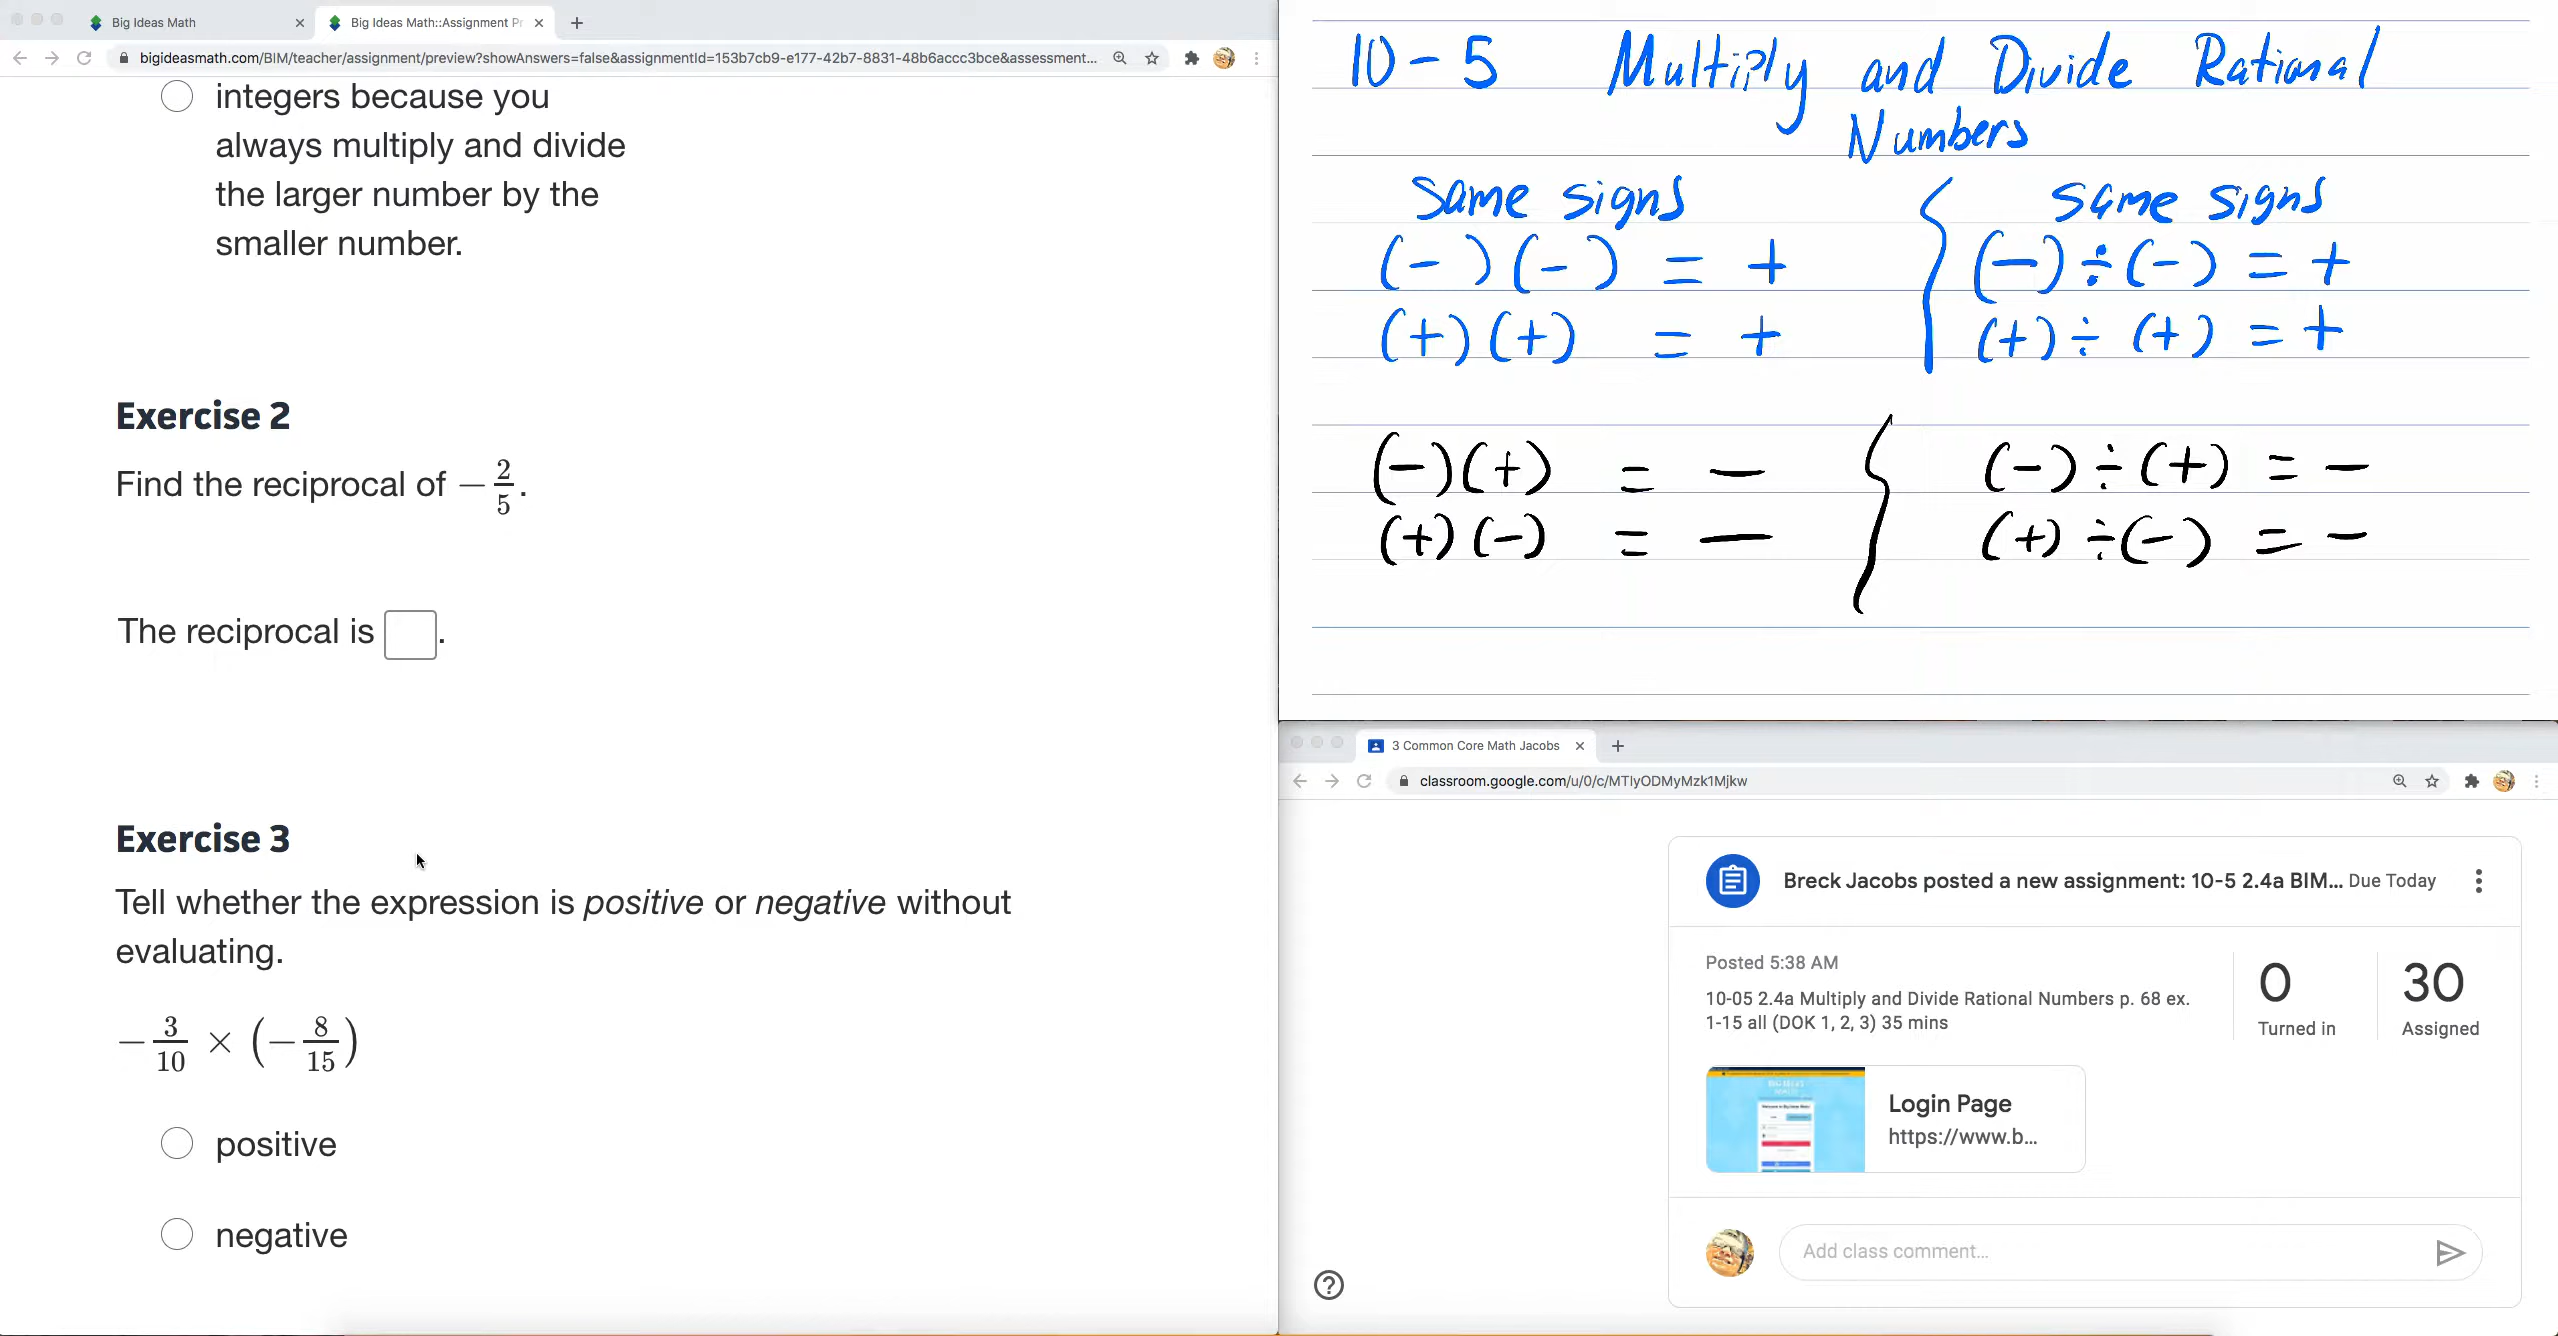 Big Ideas Math
Big Ideas Math::Assignment Pr
bigideasmath.com/BIM/teacher/assignment/preview?showAnswers=false&assignmentId=153b7cb9-e177-42b7-8831-48b6accc3bce&assessment...
integers because you
always multiply and divide
the larger number by the
smaller number.
Exercise 2
Find the reciprocal of −2/5.
The reciprocal is .
Exercise 3
Tell whether the expression is positive or negative without
evaluating.
−3/10 × (−8/15)
positive
negative
10-5 Multiply and Divide Rational
Numbers
Same signs
(-)(-) = +
(+)(+) = +
Same signs
(-)÷(-) = +
(+)÷(+) = +
(-)(+) = -
(+)(-) = -
(-)÷(+) = -
(+)÷(-) = -
3 Common Core Math Jacobs
classroom.google.com/u/0/c/MTIyODMyMzk1Mjkw
Breck Jacobs posted a new assignment: 10-5 2.4a BIM... Due Today
Posted 5:38 AM
10-05 2.4a Multiply and Divide Rational Numbers p. 68 ex.
1-15 all (DOK 1, 2, 3) 35 mins
0
Turned in
30
Assigned
Login Page
https://www.b...
Add class comment...